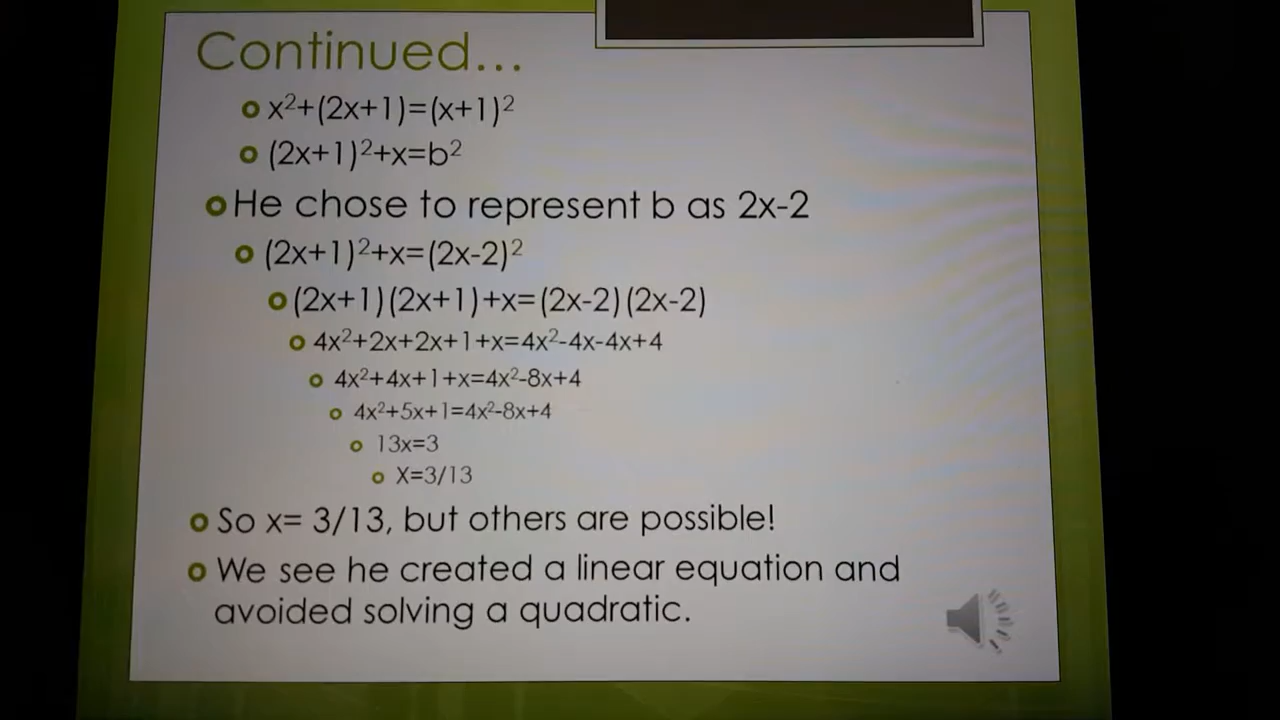 Continued...
x²+(2x+1)=(x+1)²
(2x+1)²+x=b²
He chose to represent b as 2x-2
(2x+1)²+x=(2x-2)²
(2x+1)(2x+1)+x=(2x-2)(2x-2)
4x²+2x+2x+1+x=4x²-4x-4x+4
4x²+4x+1+x=4x²-8x+4
4x²+5x+1=4x²-8x+4
13x=3
X=3/13
So x= 3/13, but others are possible!
We see he created a linear equation and
avoided solving a quadratic.